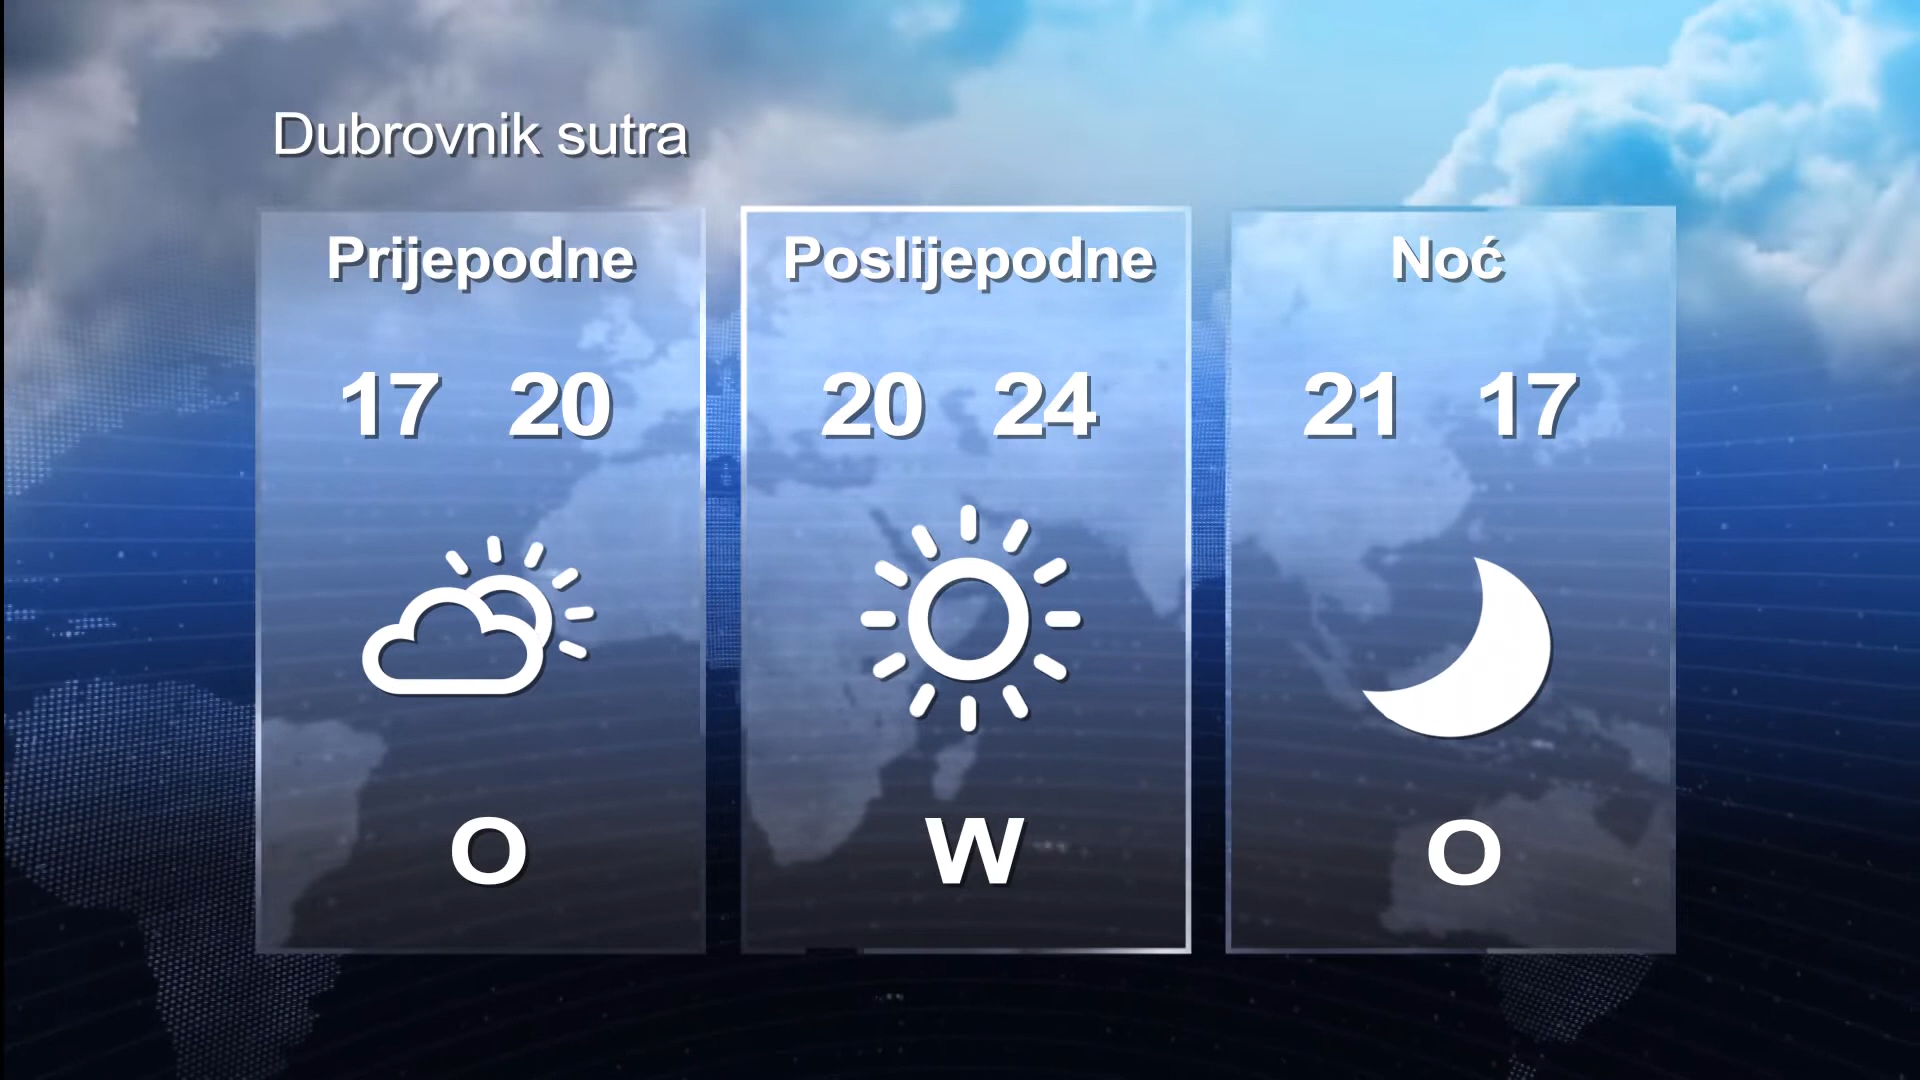 Dubrovnik sutra
Prijepodne
17 20
O
Poslijepodne
20 24
W
Noć
21 17
O